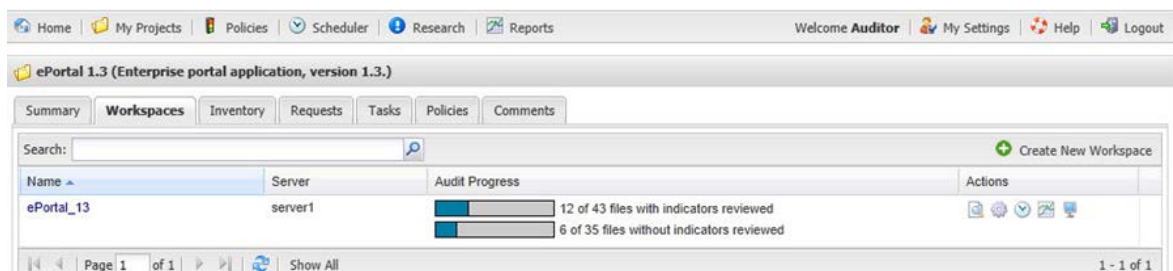 Home My Projects Policies Scheduler Research Reports Welcome Auditor My Settings Help Logout
ePortal 1.3 (Enterprise portal application, version 1.3.)
Summary Workspaces Inventory Requests Tasks Policies Comments
Search: Create New Workspace
Name Server Audit Progress Actions
ePortal_13 server1 12 of 43 files with indicators reviewed
6 of 35 files without indicators reviewed
Page 1 of 1 Show All 1 - 1 of 1